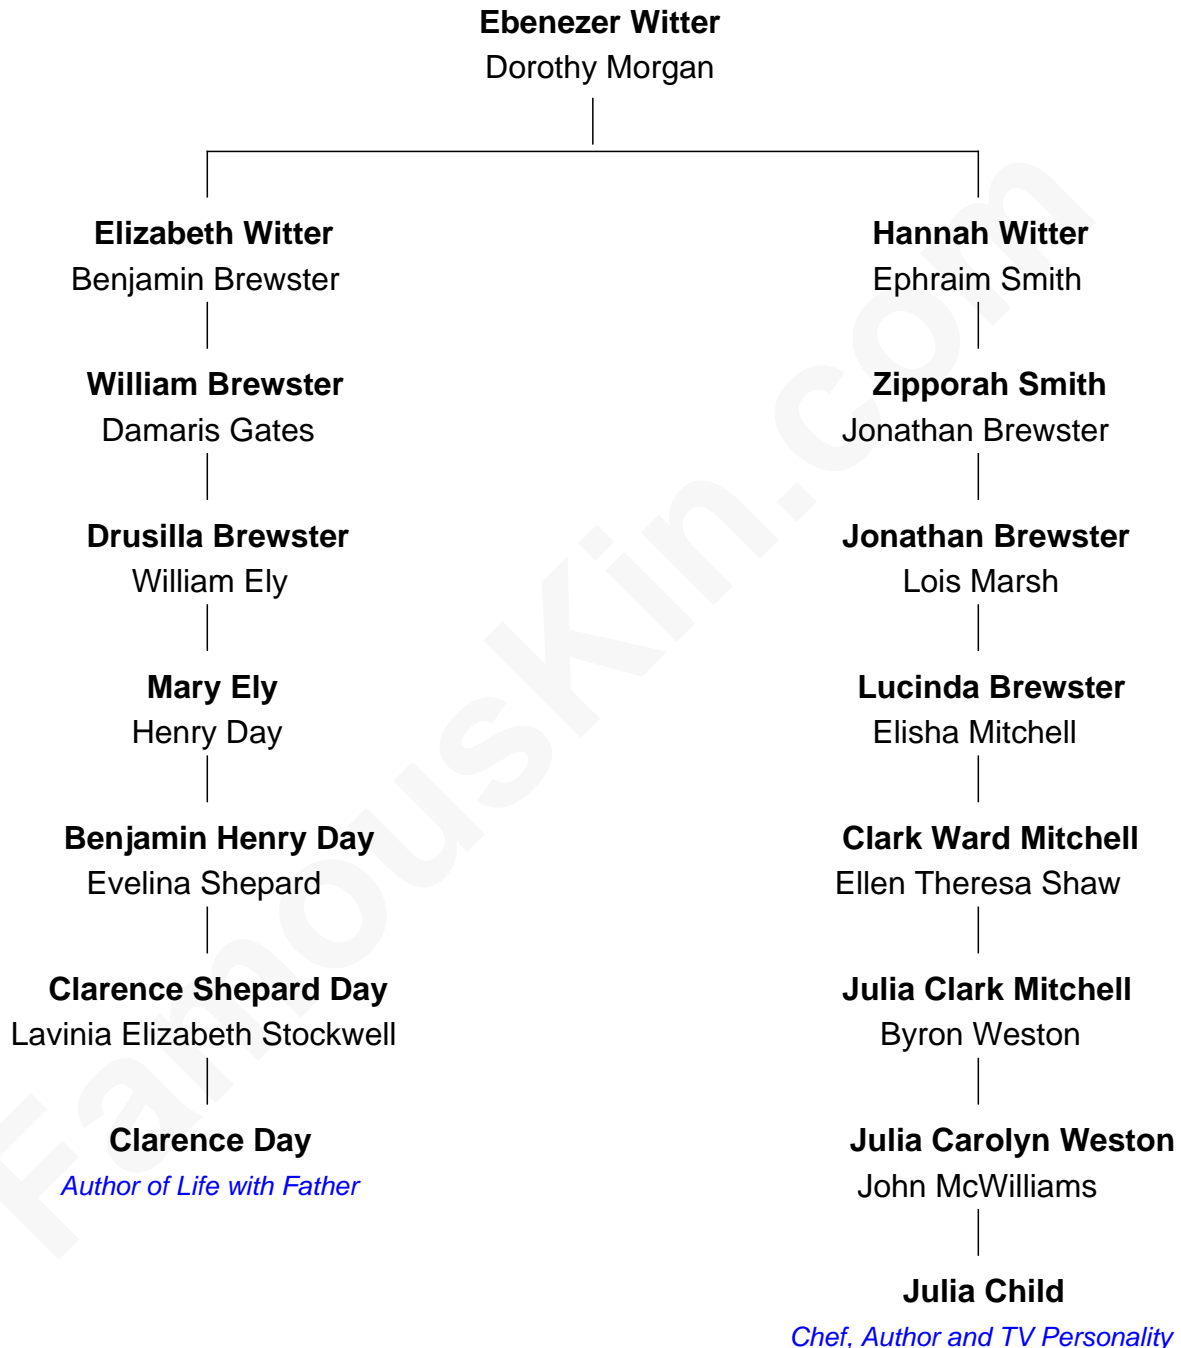 Ebenezer Witter
Dorothy Morgan
Elizabeth Witter
Benjamin Brewster
William Brewster
Damaris Gates
Drusilla Brewster
William Ely
Mary Ely
Henry Day
Benjamin Henry Day
Evelina Shepard
Clarence Shepard Day
Lavinia Elizabeth Stockwell
Clarence Day
Author of Life with Father
Hannah Witter
Ephraim Smith
Zipporah Smith
Jonathan Brewster
Jonathan Brewster
Lois Marsh
Lucinda Brewster
Elisha Mitchell
Clark Ward Mitchell
Ellen Theresa Shaw
Julia Clark Mitchell
Byron Weston
Julia Carolyn Weston
John McWilliams
Julia Child
Chef, Author and TV Personality
FamousKin.com